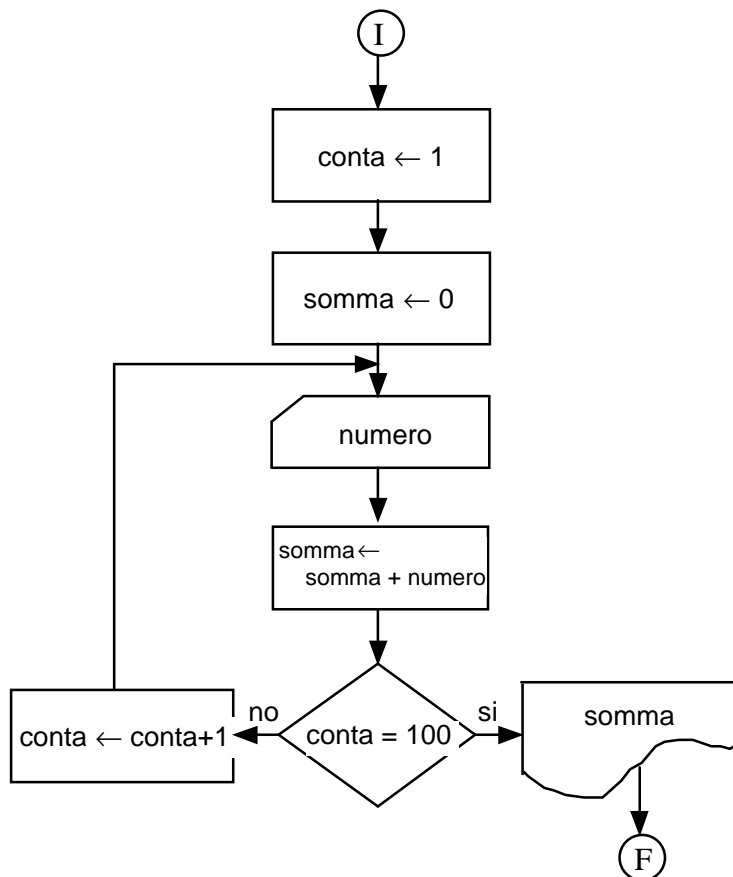 I
conta ← 1
somma ← 0
numero
somma←
somma + numero
conta = 100
no
conta ← conta+1
si
somma
F